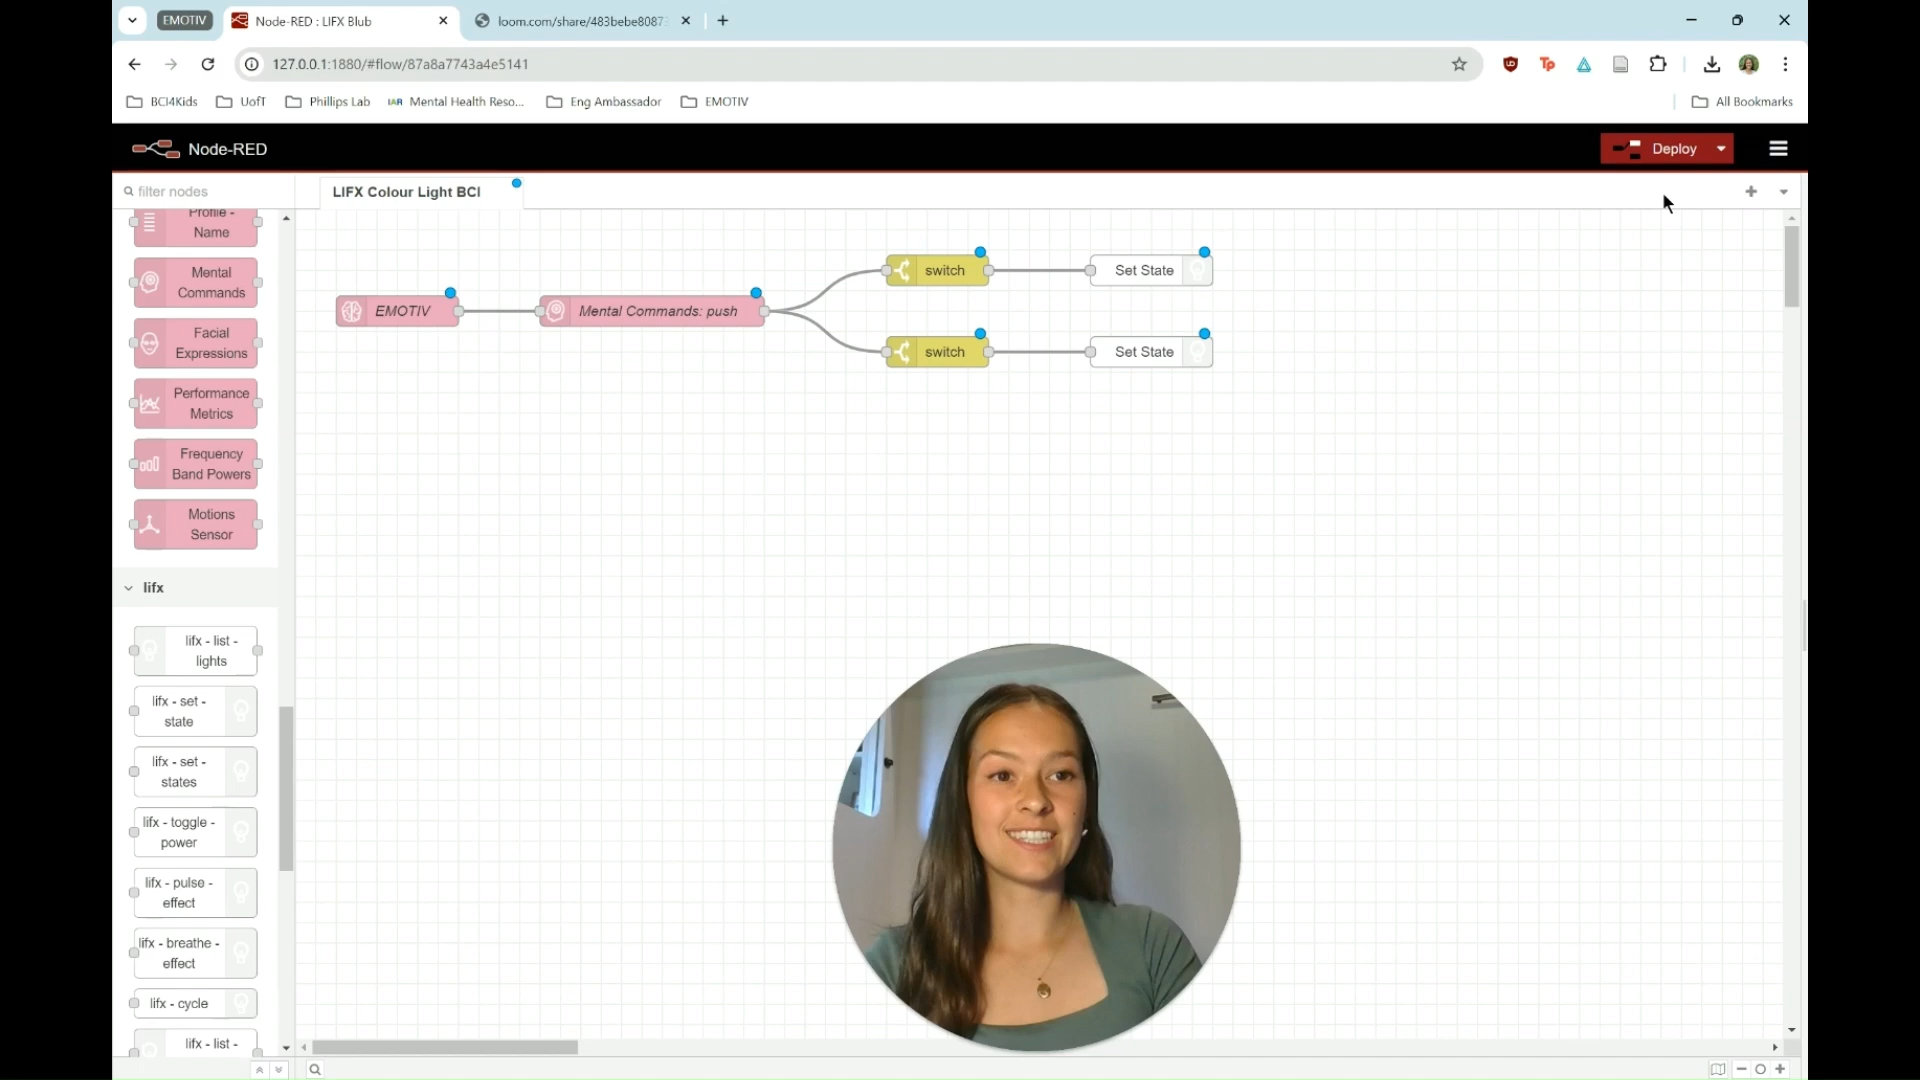 EMOTIV
Node-RED : LIFX Blub
loom.com/share/483bebe8087
127.0.0.1:1880/#flow/87a8a7743a4e5141
BCI4Kids
UofT
Phillips Lab
IAR Mental Health Reso...
Eng Ambassador
EMOTIV
All Bookmarks
Node-RED
Deploy
filter nodes
LIFX Colour Light BCI
Profile -
Name
Mental
Commands
Facial
Expressions
Performance
Metrics
Frequency
Band Powers
Motions
Sensor
lifx
lifx - list -
lights
lifx - set -
state
lifx - set -
states
lifx - toggle -
power
lifx - pulse -
effect
lifx - breathe -
effect
lifx - cycle
lifx - list -
EMOTIV
Mental Commands: push
switch
Set State
switch
Set State